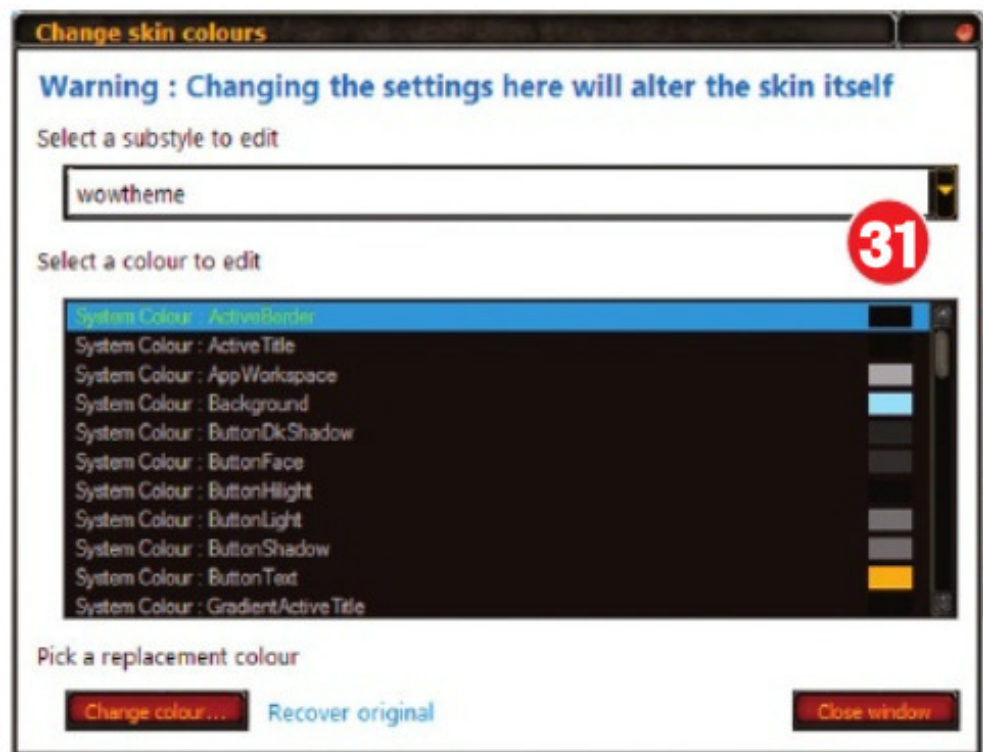 Change skin colours
Warning : Changing the settings here will alter the skin itself
Select a substyle to edit
wowtheme
31
Select a colour to edit
System Colour : ActiveBorder
System Colour : ActiveTitle
System Colour : AppWorkspace
System Colour : Background
System Colour : ButtonDkShadow
System Colour : ButtonFace
System Colour : ButtonHilight
System Colour : ButtonLight
System Colour : ButtonShadow
System Colour : ButtonText
System Colour : GradientActiveTitle
Pick a replacement colour
Change colour... Recover original Close window